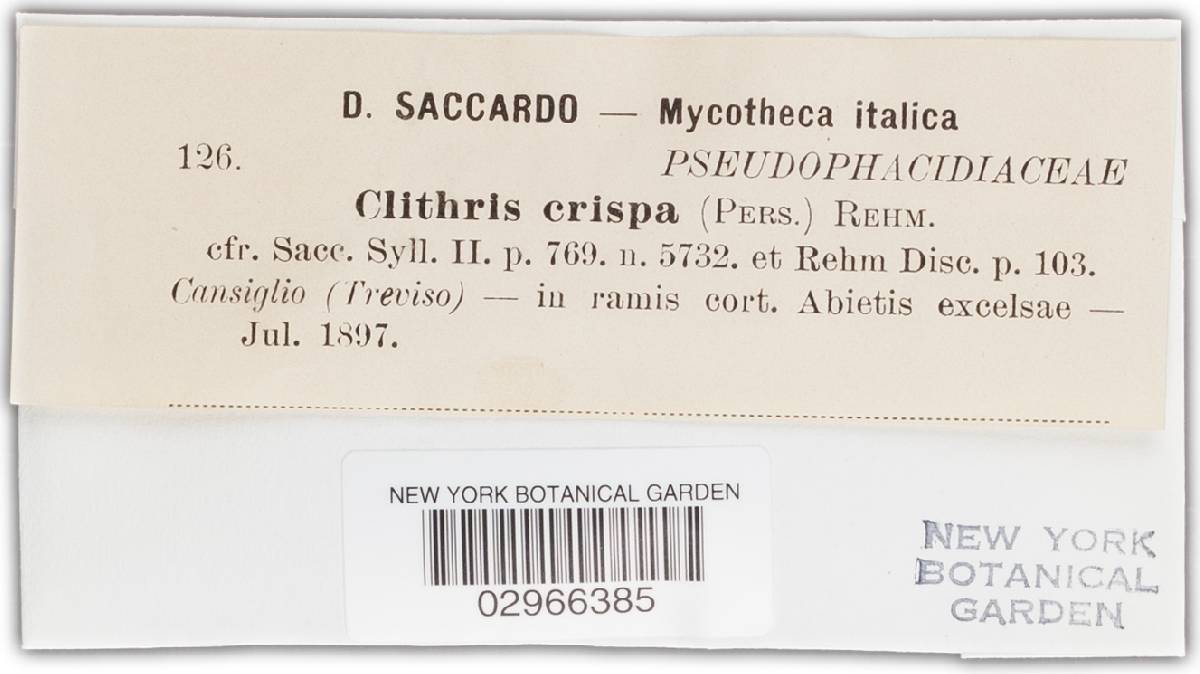 D. SACCARDO — Mycotheca italica
126. PSEUDOPHACIDIACEAE
Clithris crispa (PERS.) REHM.
cfr. Sacc. Syll. II. p. 769. n. 5732. et Rehm Disc. p. 103.
Cansiglio (Treviso) — in ramis cort. Abietis excelsae —
Jul. 1897.
NEW YORK BOTANICAL GARDEN
02966385
NEW YORK
BOTANICAL
GARDEN